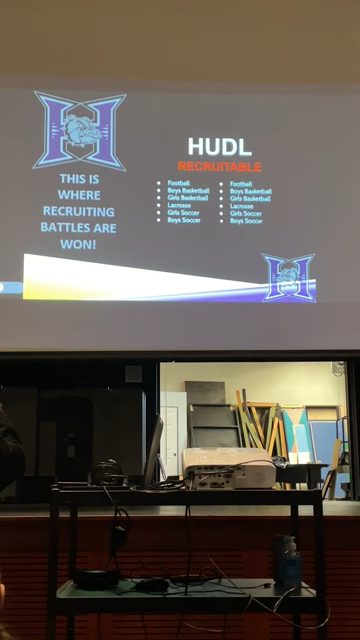 H
THIS IS
WHERE
RECRUITING
BATTLES ARE
WON!
HUDL
RECRUITABLE
• Football
• Boys Basketball
• Girls Basketball
• Lacrosse
• Girls Soccer
• Boys Soccer
• Football
• Boys Basketball
• Girls Basketball
• Lacrosse
• Girls Soccer
• Boys Soccer
H